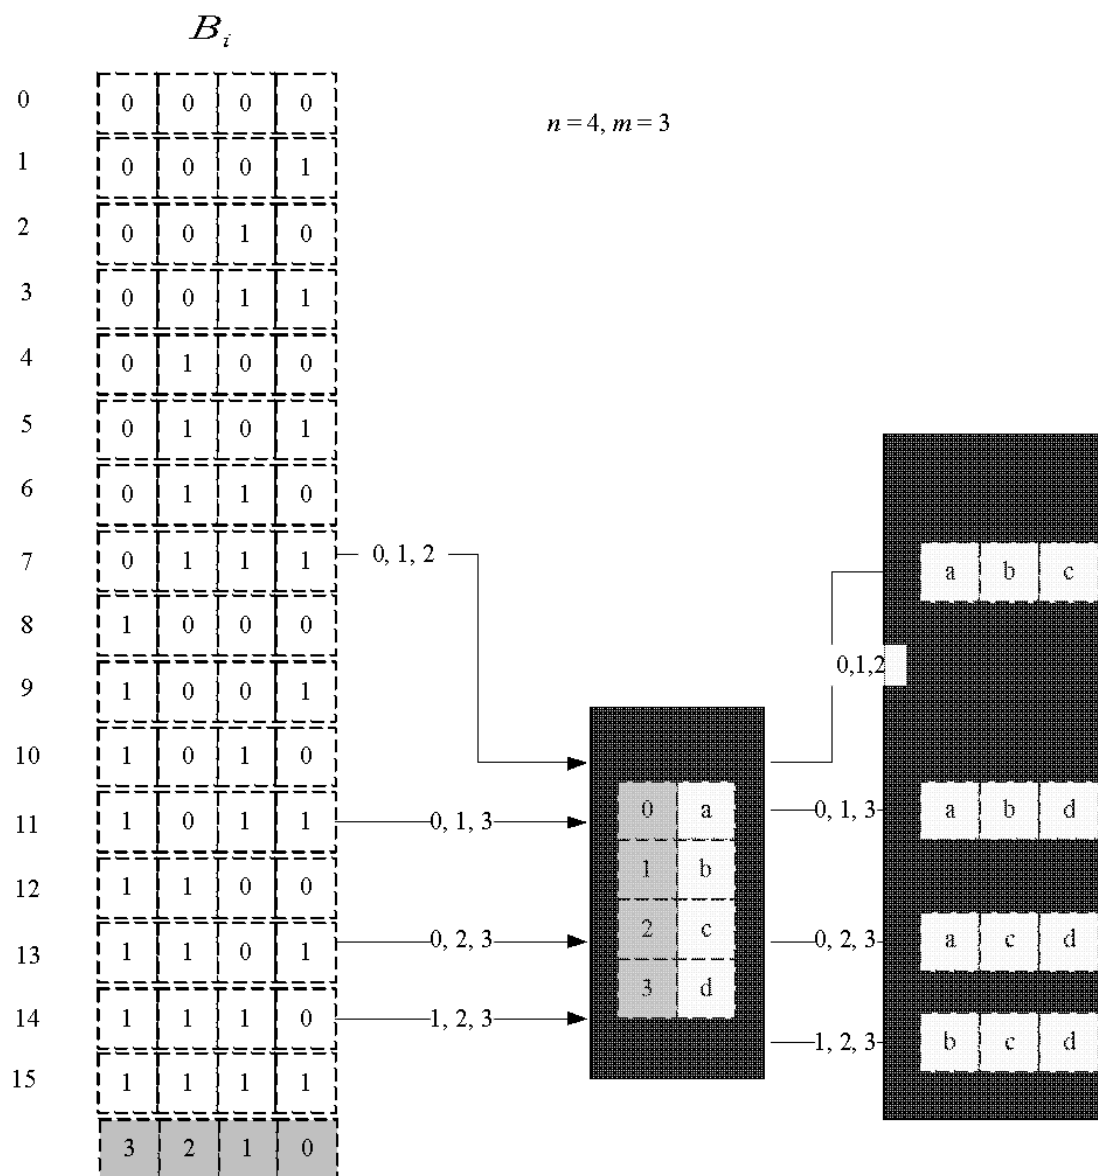 B_i
n = 4, m = 3
0 0 0 0 0
1 0 0 0 1
2 0 0 1 0
3 0 0 1 1
4 0 1 0 0
5 0 1 0 1
6 0 1 1 0
7 0 1 1 1 0, 1, 2
a b c
8 1 0 0 0
0,1,2
9 1 0 0 1
10 1 0 1 0
11 1 0 1 1 0, 1, 3
0 a 0, 1, 3 a b d
1 b
12 1 1 0 0
13 1 1 0 1 0, 2, 3
2 c 0, 2, 3 a c d
3 d
14 1 1 1 0 1, 2, 3
1, 2, 3 b c d
15 1 1 1 1
3 2 1 0